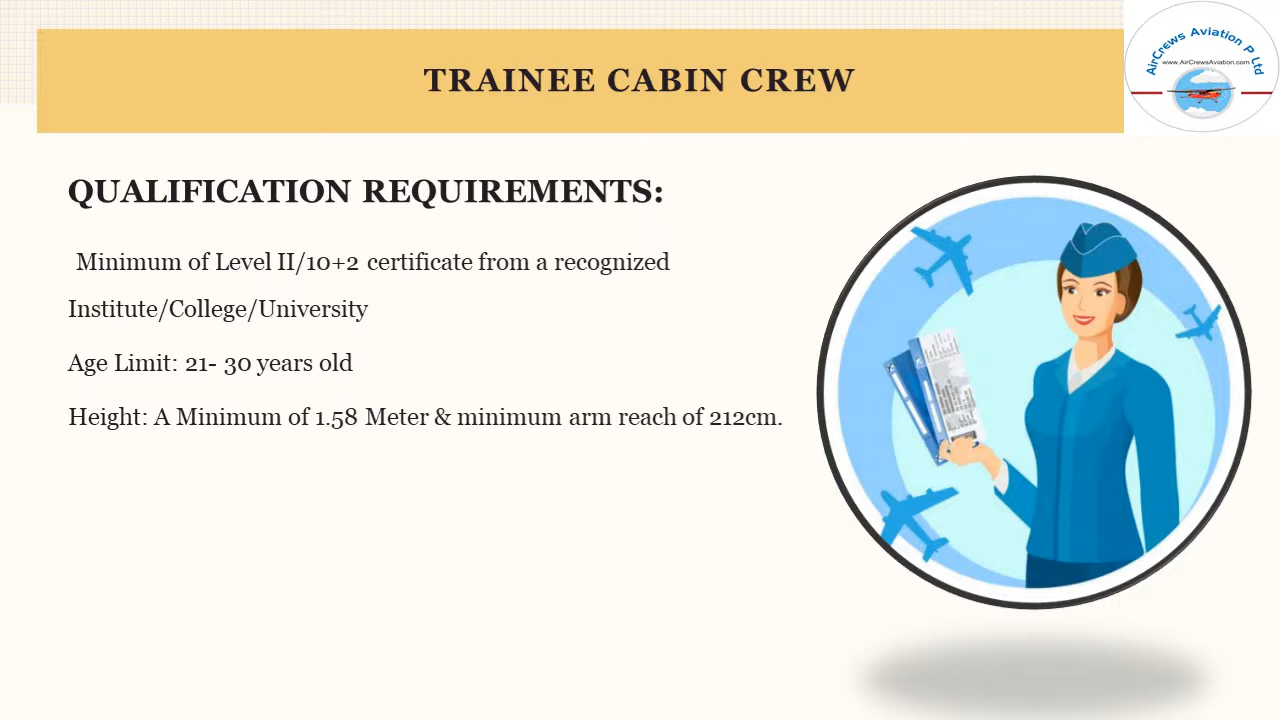 TRAINEE CABIN CREW
AirCrews Aviation P Ltd
www.AirCrewsAviation.com
QUALIFICATION REQUIREMENTS:
Minimum of Level II/10+2 certificate from a recognized
Institute/College/University
Age Limit: 21- 30 years old
Height: A Minimum of 1.58 Meter & minimum arm reach of 212cm.